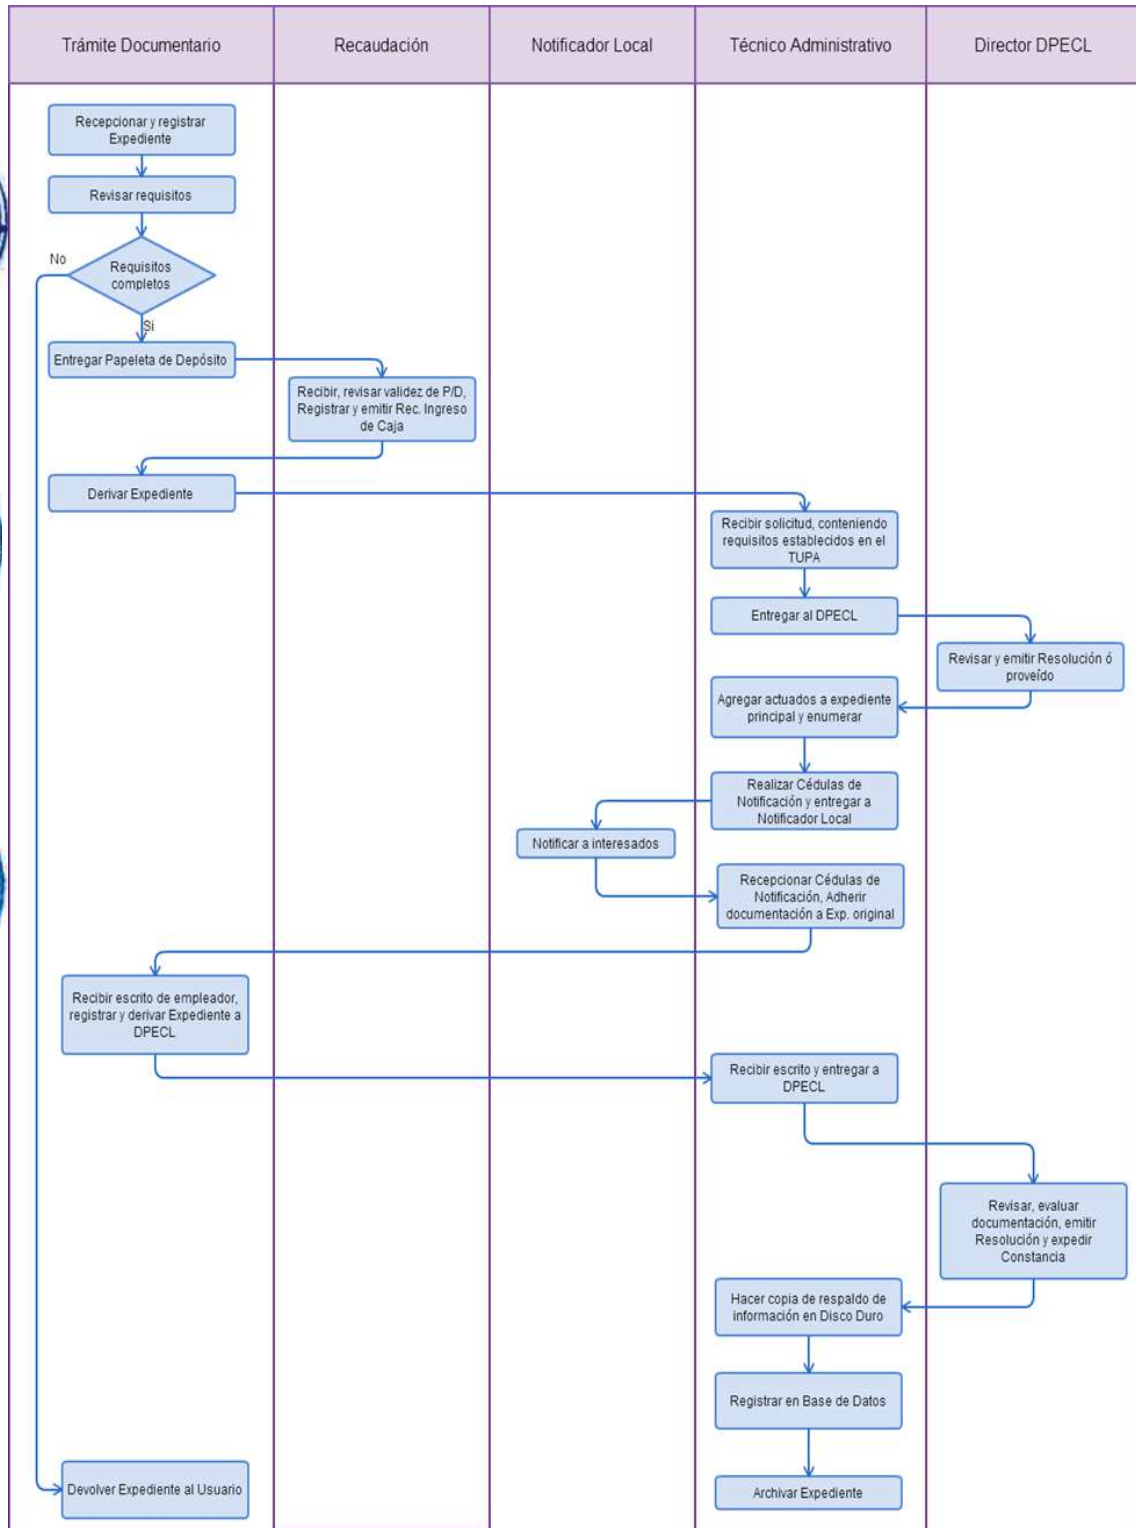 Trámite Documentario
Recaudación
Notificador Local
Técnico Administrativo
Director DPECL
Recepcionar y registrar
Expediente
Revisar requisitos
No
Requisitos
completos
Si
Entregar Papeleta de Depósito
Recibir, revisar validez de P/D,
Registrar y emitir Rec. Ingreso
de Caja
Derivar Expediente
Recibir solicitud, conteniendo
requisitos establecidos en el
TUPA
Entregar al DPECL
Revisar y emitir Resolución ó
proveído
Agregar actuados a expediente
principal y enumerar
Realizar Cédulas de
Notificación y entregar a
Notificador Local
Notificar a interesados
Recepcionar Cédulas de
Notificación, Adherir
documentación a Exp. original
Recibir escrito de empleador,
registrar y derivar Expediente a
DPECL
Recibir escrito y entregar a
DPECL
Revisar, evaluar
documentación, emitir
Resolución y expedir
Constancia
Hacer copia de respaldo de
información en Disco Duro
Registrar en Base de Datos
Devolver Expediente al Usuario
Archivar Expediente